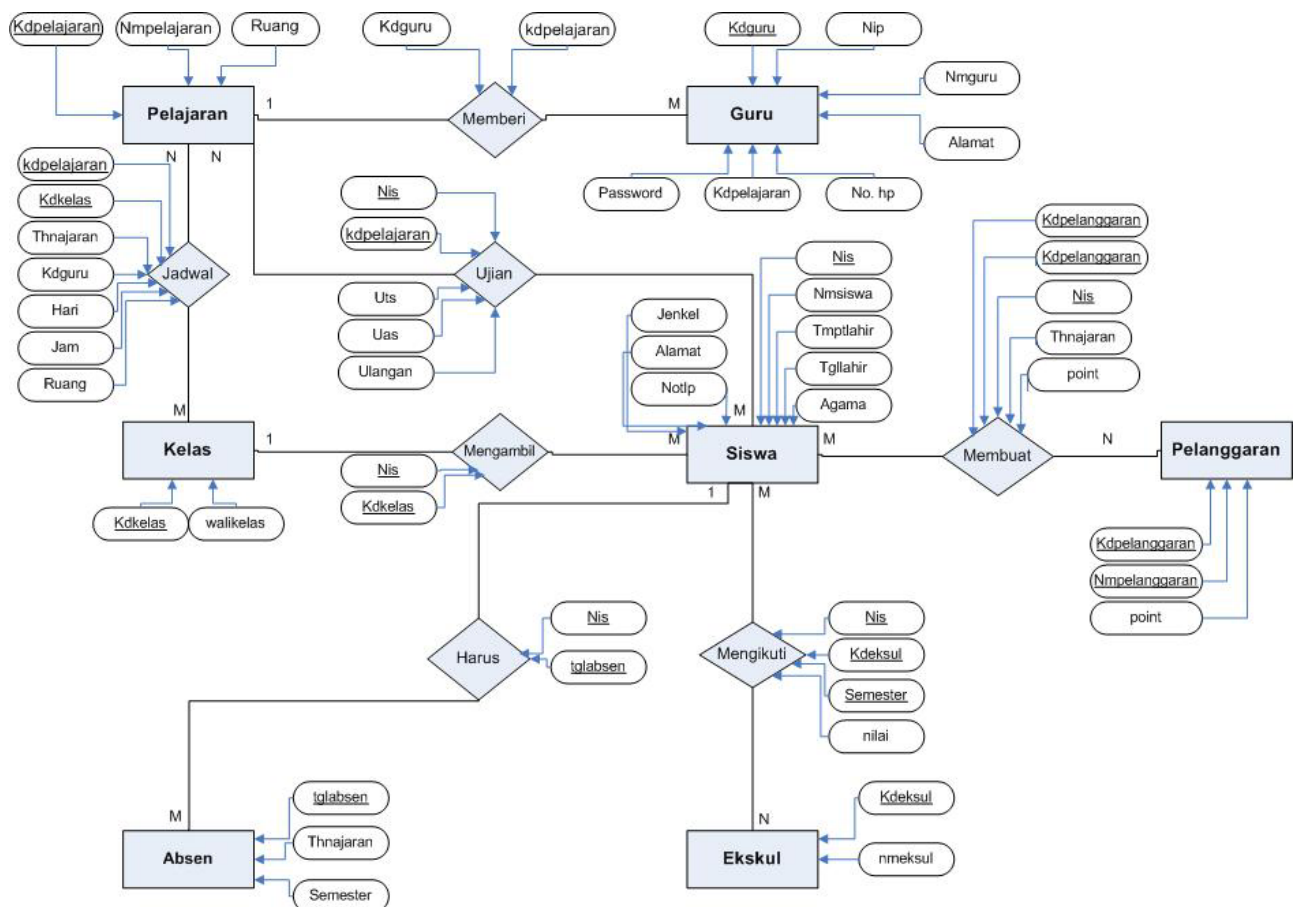 Kdpelajaran
Nmpelajaran
Ruang
Kdguru
kdpelajaran
Kdguru
Nip
Nmguru
Alamat
Pelajaran
1
Memberi
M
Guru
Password
Kdpelajaran
No. hp
N
N
kdpelajaran
Kdkelas
Thnajaran
Kdguru
Hari
Jam
Ruang
Jadwal
Nis
kdpelajaran
Uts
Uas
Ulangan
Ujian
Jenkel
Alamat
Notlp
Nis
Nmsiswa
Tmptlahir
Tgllahir
Agama
Kdpelanggaran
Kdpelanggaran
Nis
Thnajaran
point
M
Kelas
1
Mengambil
M
M
Siswa
M
Membuat
N
Pelanggaran
Nis
Kdkelas
Kdkelas
walikelas
1
M
Kdpelanggaran
Nmpelanggaran
point
Harus
Nis
tglabsen
Mengikuti
Nis
Kdeksul
Semester
nilai
M
Absen
tglabsen
Thnajaran
Semester
N
Ekskul
Kdeksul
nmeksul